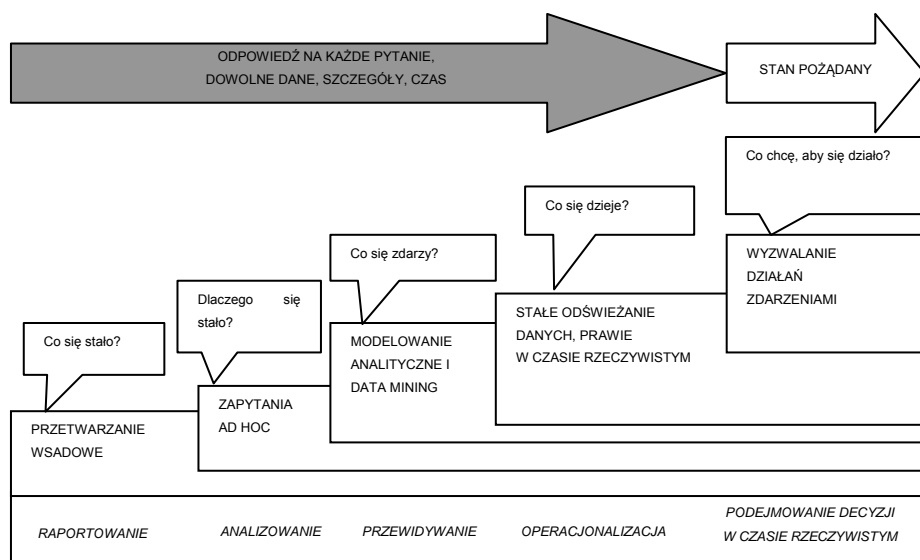 ODPOWIEDŹ NA KAŻDE PYTANIE,
DOWOLNE DANE, SZCZEGÓŁY, CZAS
STAN POŻĄDANY
Co chcę, aby się działo?
Co się dzieje?
Co się zdarzy?
Dlaczego się
stało?
Co się stało?
WYZWALANIE
DZIAŁAŃ
ZDARZENIAMI
STAŁE ODŚWIEŻANIE
DANYCH, PRAWIE
W CZASIE RZECZYWISTYM
MODELOWANIE
ANALITYCZNE I
DATA MINING
ZAPYTANIA
AD HOC
PRZETWARZANIE
WSADOWE
RAPORTOWANIE
ANALIZOWANIE
PRZEWIDYWANIE
OPERACJONALIZACJA
PODEJMOWANIE DECYZJI
W CZASIE RZECZYWISTYM